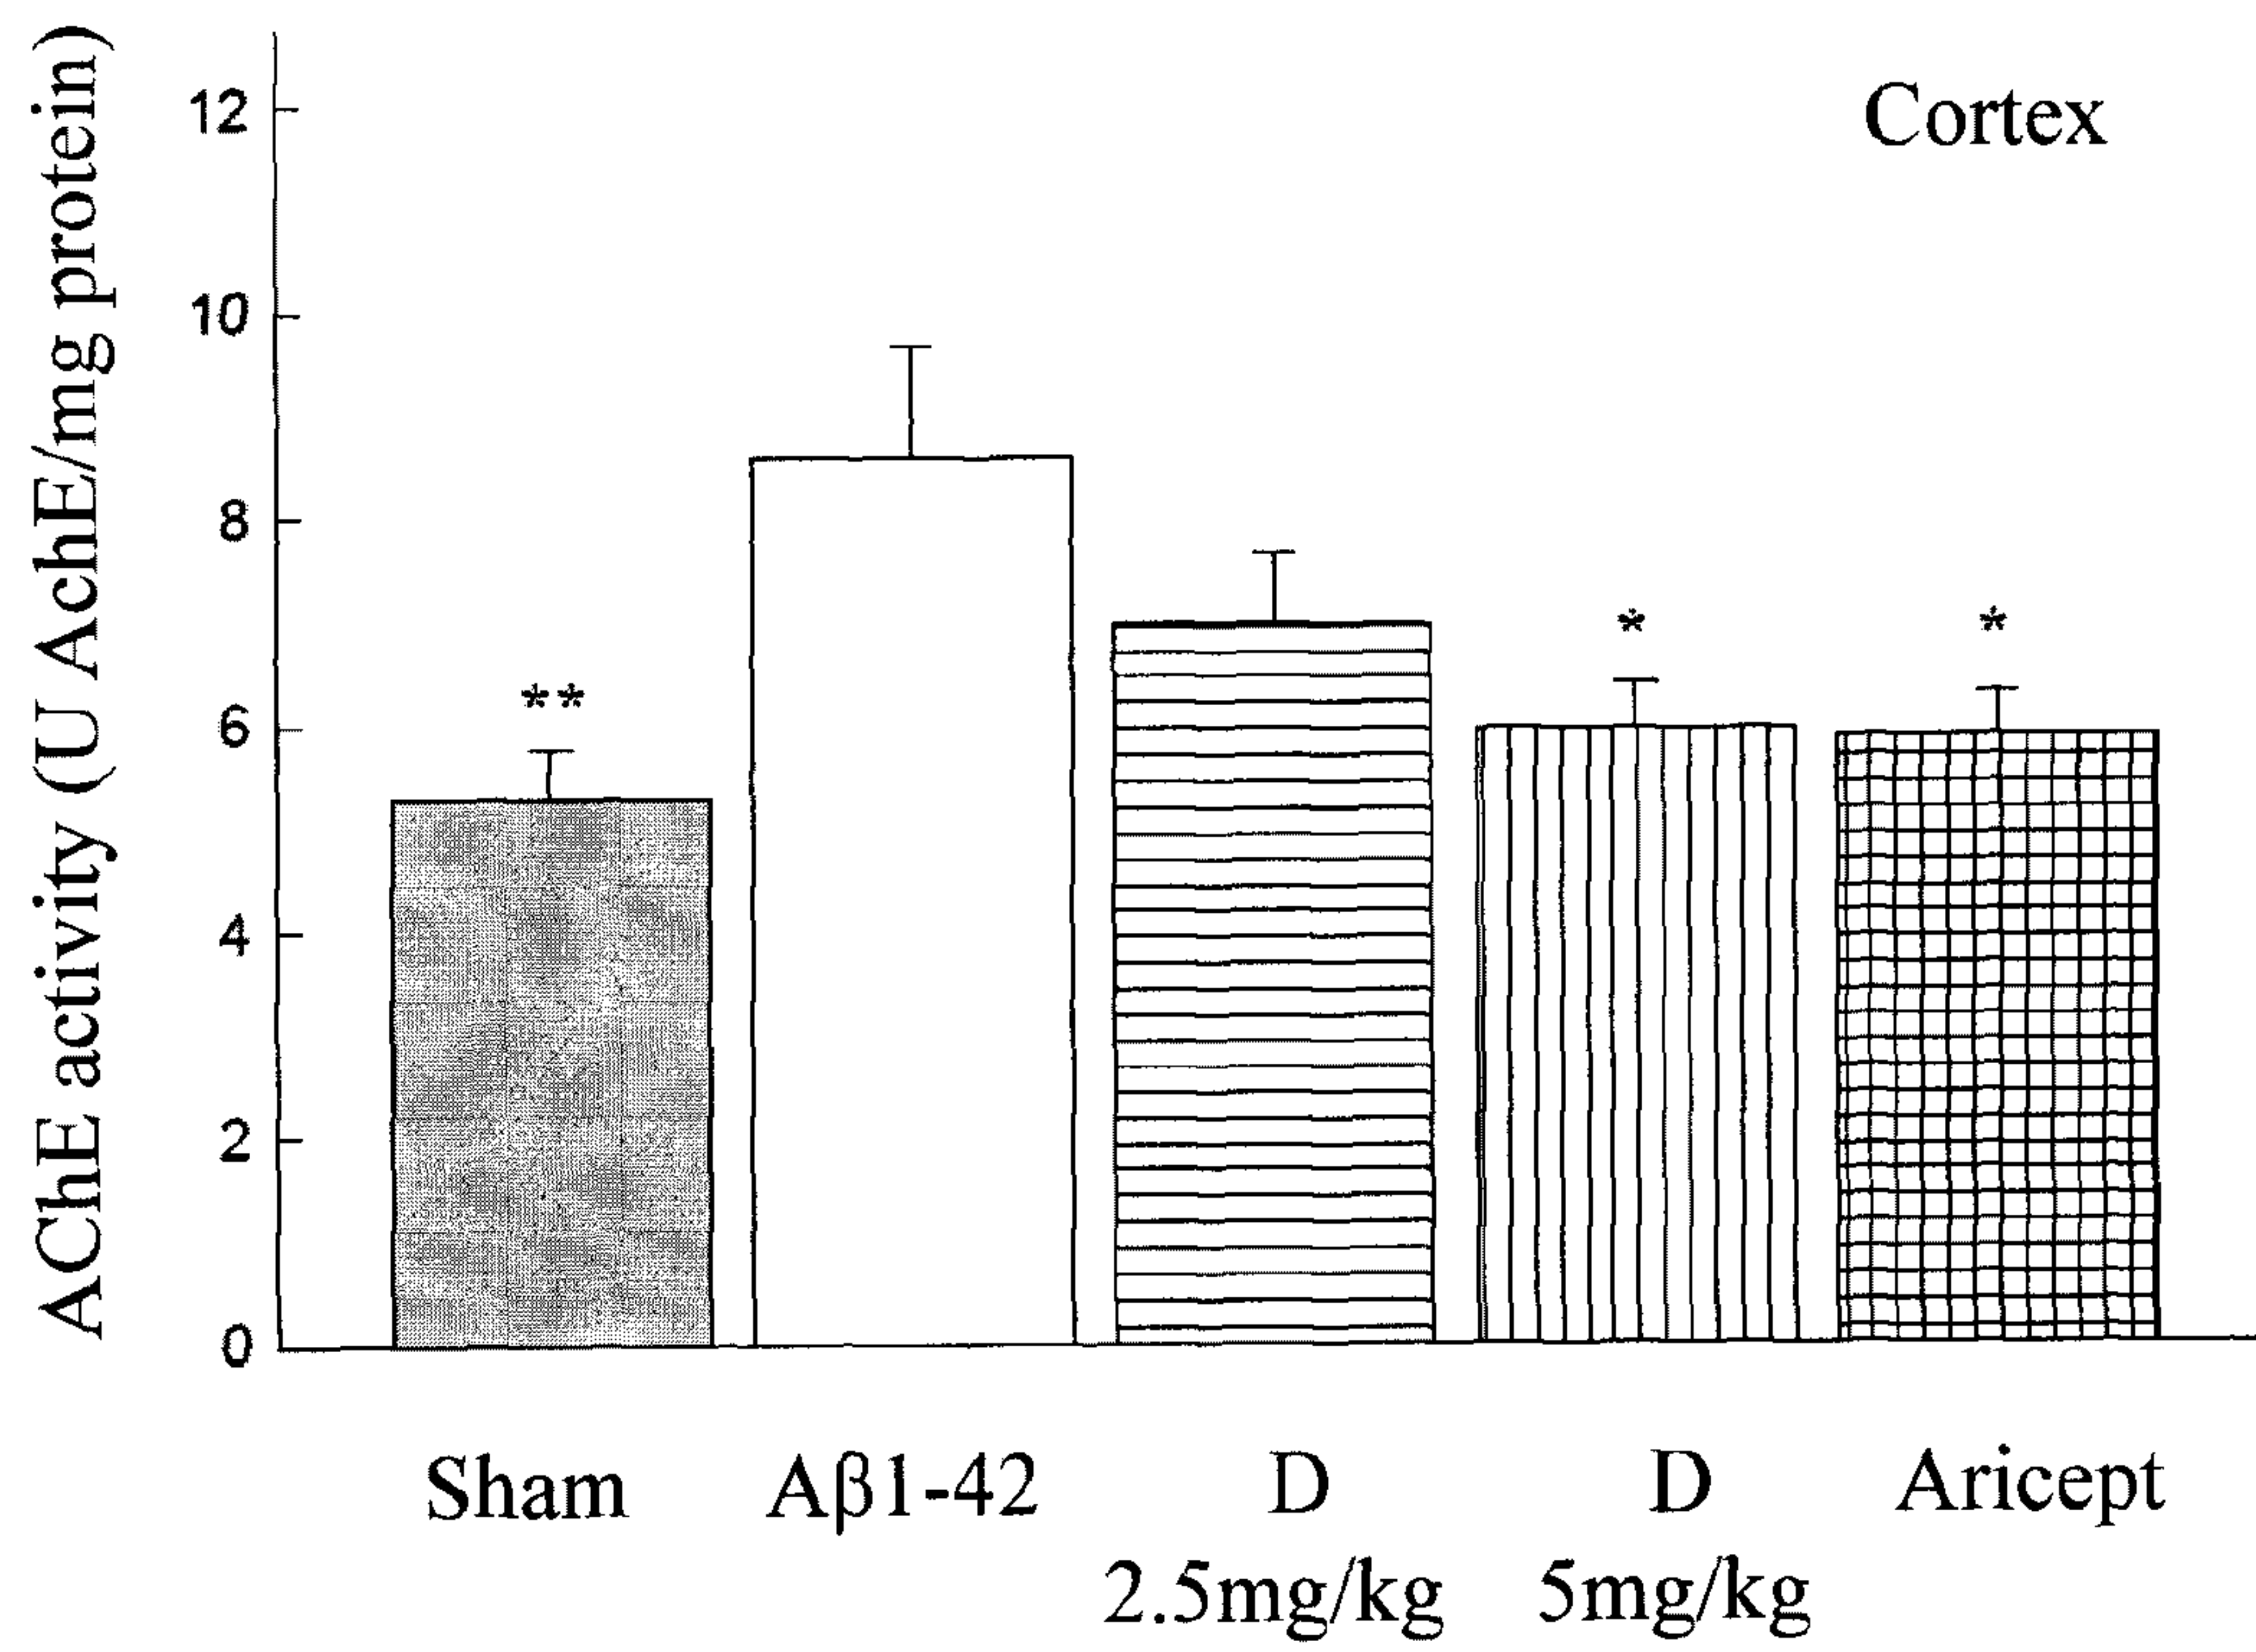 AChE activity (U AchE/mg protein)
Cortex
12
10
8
6
4
2
0
**
*
*
Sham
Aβ1-42
D
2.5mg/kg
D
5mg/kg
Aricept